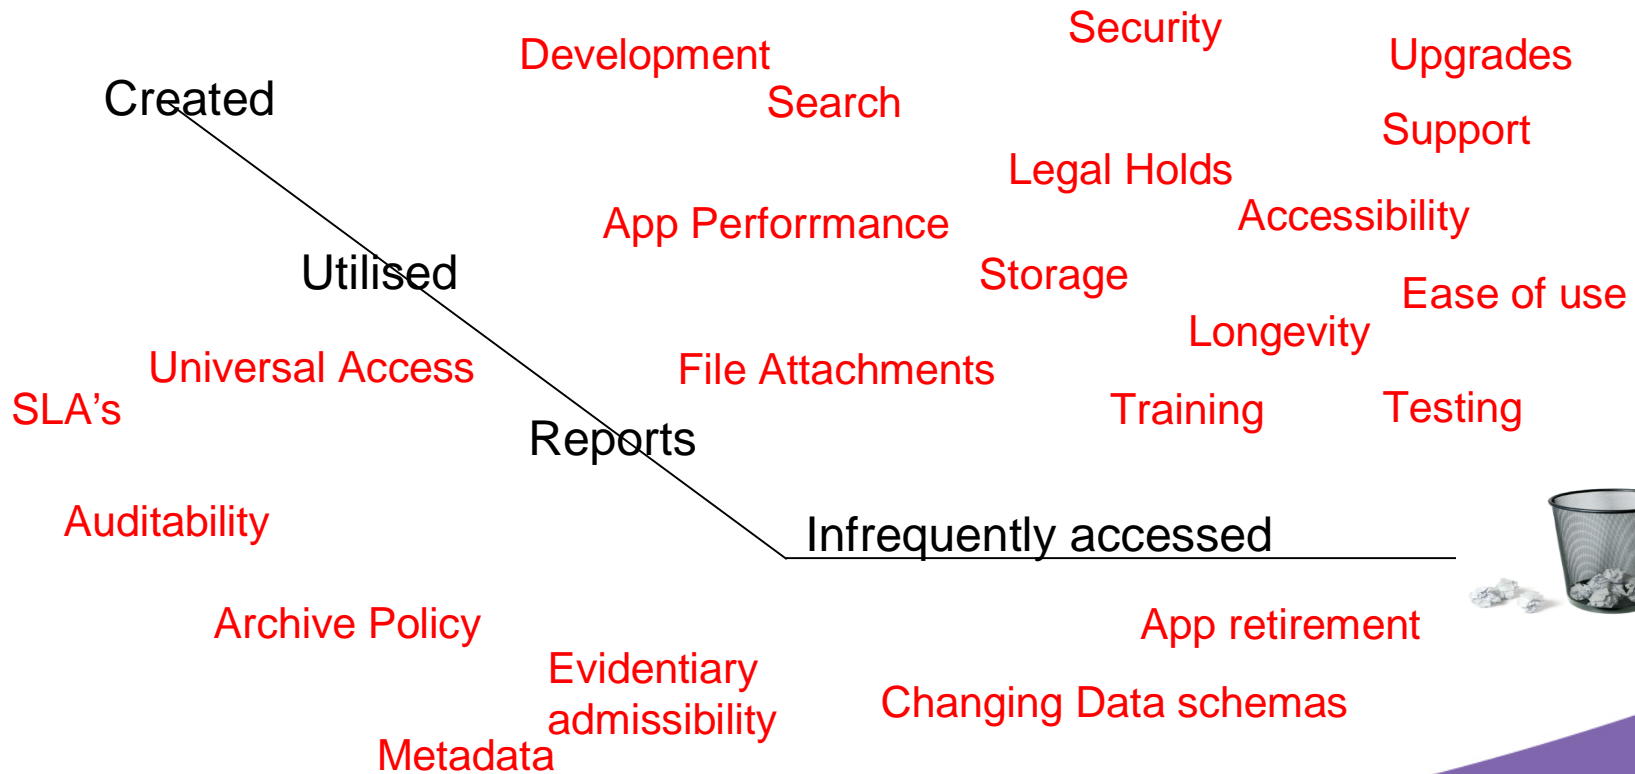 Security
Development
Upgrades
Created
Search
Support
Legal Holds
App Perforrmance
Accessibility
Utilised
Storage
Ease of use
Longevity
Universal Access
File Attachments
SLA's
Training
Testing
Reports
Auditability
Infrequently accessed
Archive Policy
App retirement
Evidentiary
admissibility
Changing Data schemas
Metadata